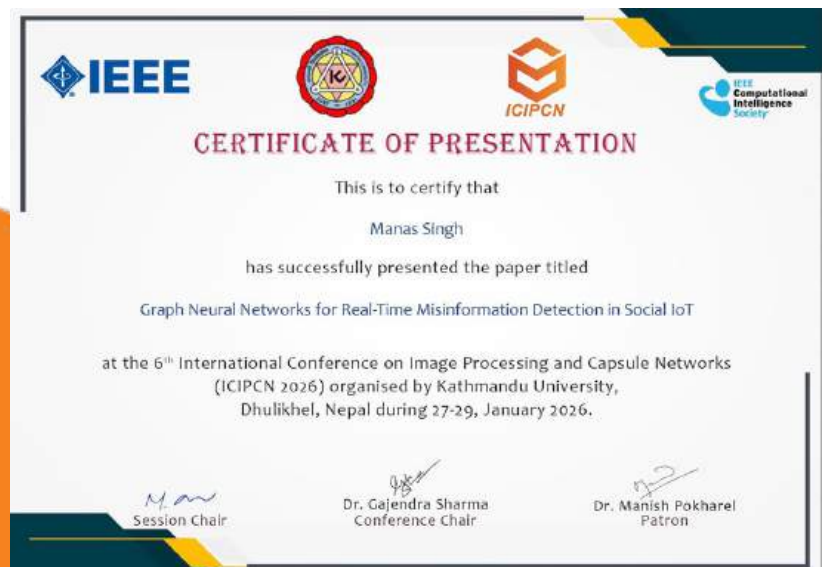 IEEE
ICIPCN
IEEE
Computational
Intelligence
Society
CERTIFICATE OF PRESENTATION
This is to certify that
Manas Singh
has successfully presented the paper titled
Graph Neural Networks for Real-Time Misinformation Detection in Social IoT
at the 6th International Conference on Image Processing and Capsule Networks
(ICIPCN 2026) organised by Kathmandu University,
Dhulikhel, Nepal during 27-29, January 2026.
Session Chair
Dr. Gajendra Sharma
Conference Chair
Dr. Manish Pokharel
Patron